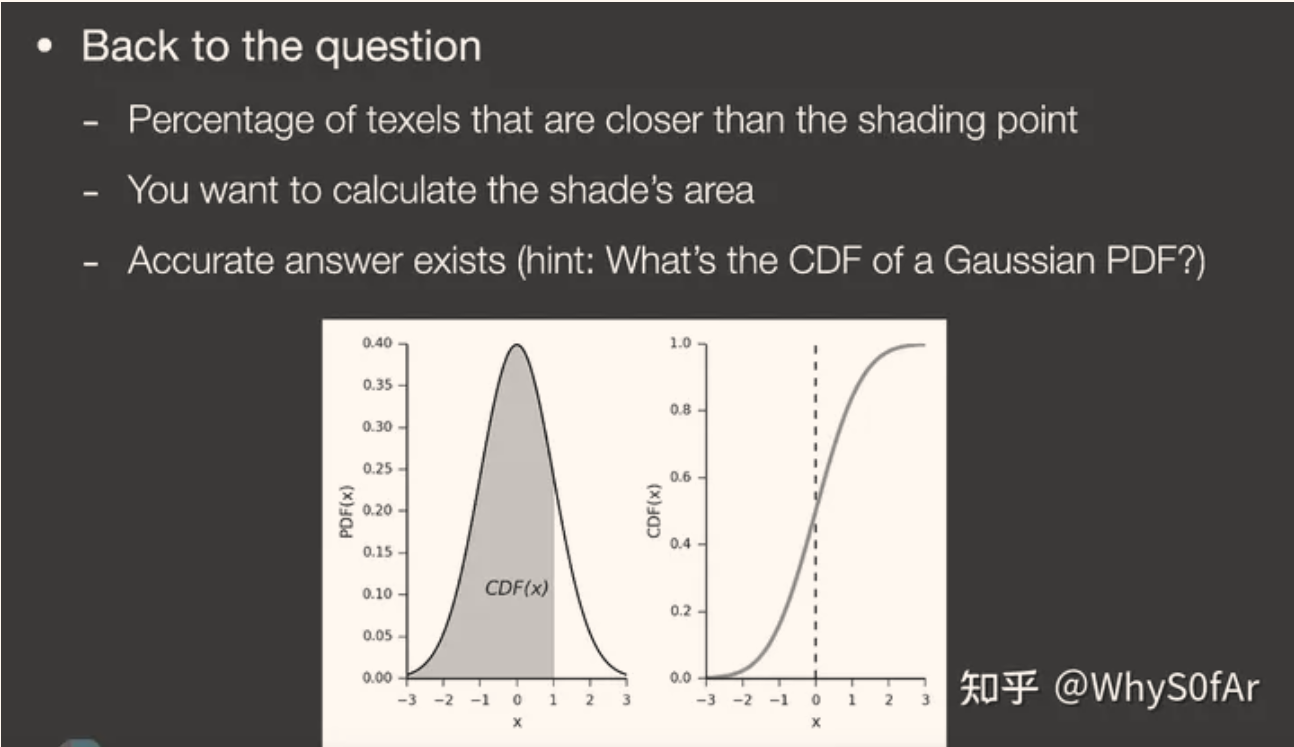 • Back to the question
- Percentage of texels that are closer than the shading point
- You want to calculate the shade's area
- Accurate answer exists (hint: What's the CDF of a Gaussian PDF?)
0.40
0.35
0.30
0.25
0.20
0.15
0.10
0.05
0.00
PDF(x)
CDF(x)
−3 −2 −1 0 1 2 3
x
1.0
0.8
0.6
0.4
0.2
0.0
CDF(x)
−3 −2 −1 0 1 2 3
x
知乎 @WhyS0fAr